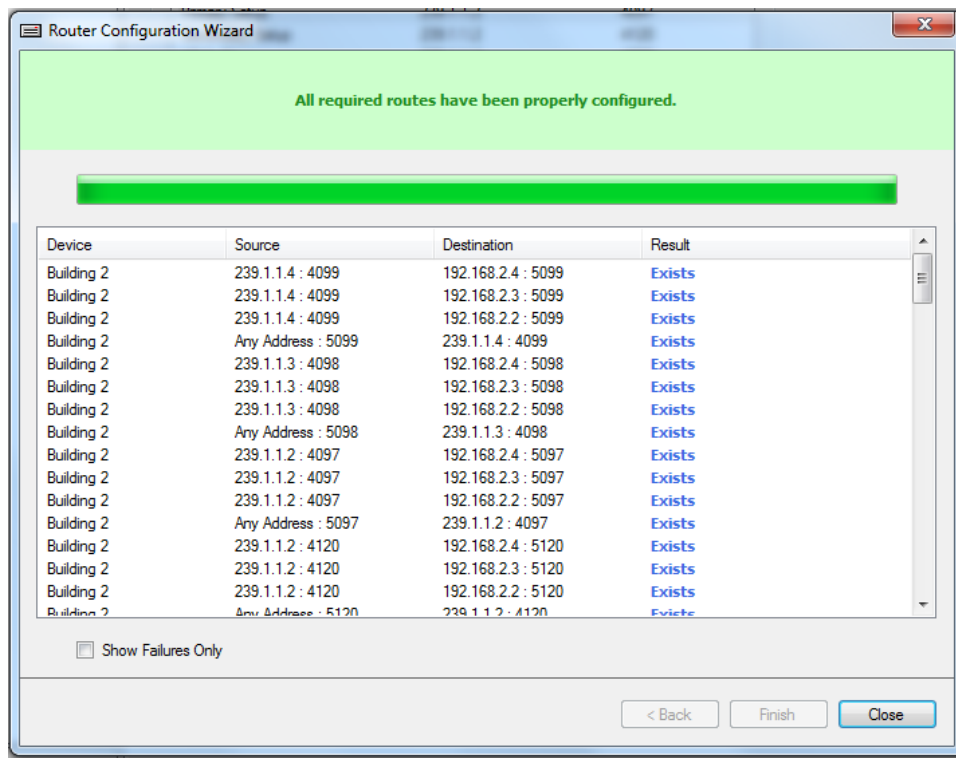 Router Configuration Wizard
All required routes have been properly configured.
Device Source Destination Result
Building 2 239.1.1.4 : 4099 192.168.2.4 : 5099 Exists
Building 2 239.1.1.4 : 4099 192.168.2.3 : 5099 Exists
Building 2 239.1.1.4 : 4099 192.168.2.2 : 5099 Exists
Building 2 Any Address : 5099 239.1.1.4 : 4099 Exists
Building 2 239.1.1.3 : 4098 192.168.2.4 : 5098 Exists
Building 2 239.1.1.3 : 4098 192.168.2.3 : 5098 Exists
Building 2 239.1.1.3 : 4098 192.168.2.2 : 5098 Exists
Building 2 Any Address : 5098 239.1.1.3 : 4098 Exists
Building 2 239.1.1.2 : 4097 192.168.2.4 : 5097 Exists
Building 2 239.1.1.2 : 4097 192.168.2.3 : 5097 Exists
Building 2 239.1.1.2 : 4097 192.168.2.2 : 5097 Exists
Building 2 Any Address : 5097 239.1.1.2 : 4097 Exists
Building 2 239.1.1.2 : 4120 192.168.2.4 : 5120 Exists
Building 2 239.1.1.2 : 4120 192.168.2.3 : 5120 Exists
Building 2 239.1.1.2 : 4120 192.168.2.2 : 5120 Exists
Building 2 Any Address : 5120 239.1.1.2 : 4120 Exists
Show Failures Only
< Back Finish Close